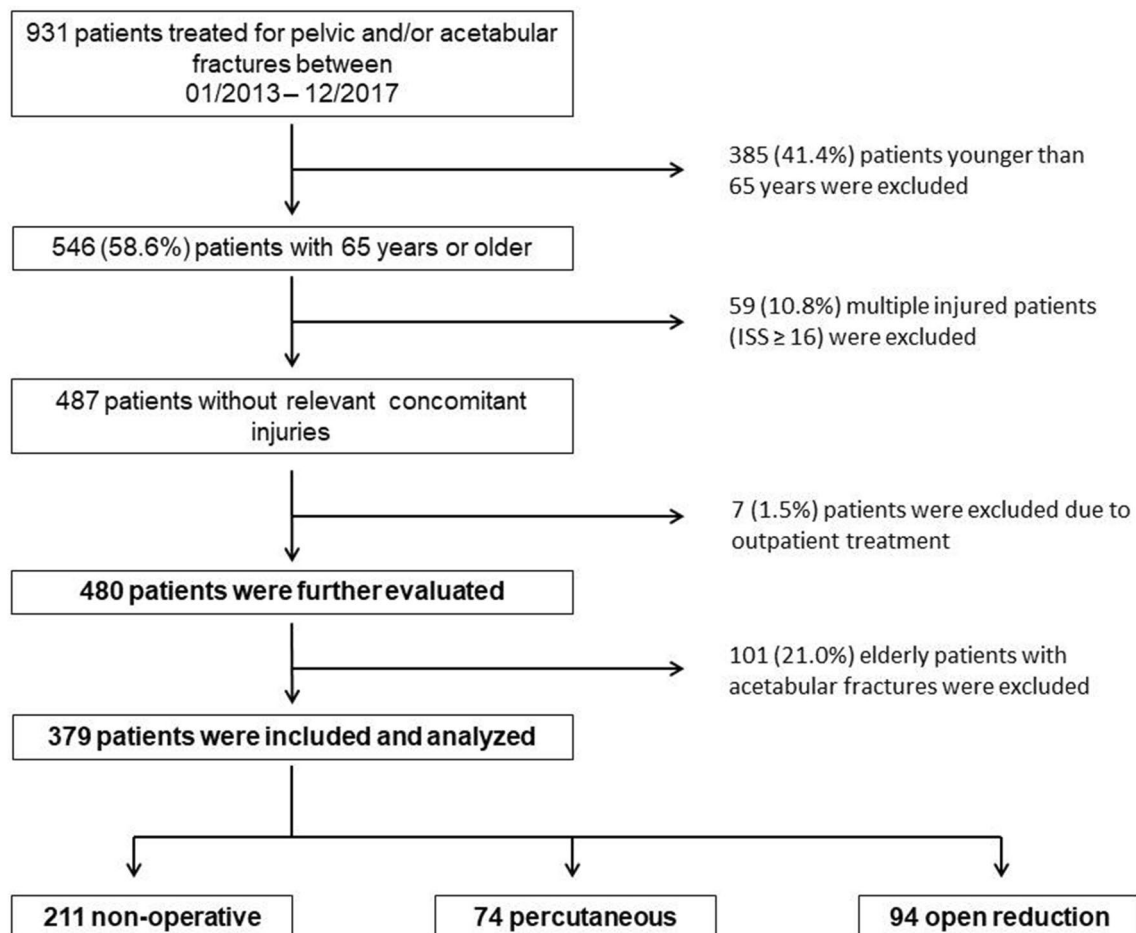 931 patients treated for pelvic and/or acetabular
fractures between
01/2013 – 12/2017
385 (41.4%) patients younger than
65 years were excluded
546 (58.6%) patients with 65 years or older
59 (10.8%) multiple injured patients
(ISS ≥ 16) were excluded
487 patients without relevant concomitant
injuries
7 (1.5%) patients were excluded due to
outpatient treatment
480 patients were further evaluated
101 (21.0%) elderly patients with
acetabular fractures were excluded
379 patients were included and analyzed
211 non-operative
74 percutaneous
94 open reduction